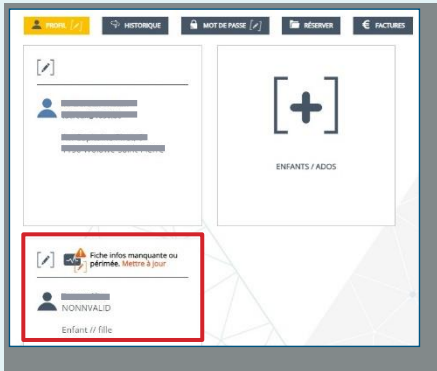 PROFIL [ ] HISTORIQUE MOT DE PASSE [ ] RÉSERVER € FACTURES
ENFANTS / ADOS
Fiche infos manquante ou
périmée. Mettre à jour
NONNVALID
Enfant // fille